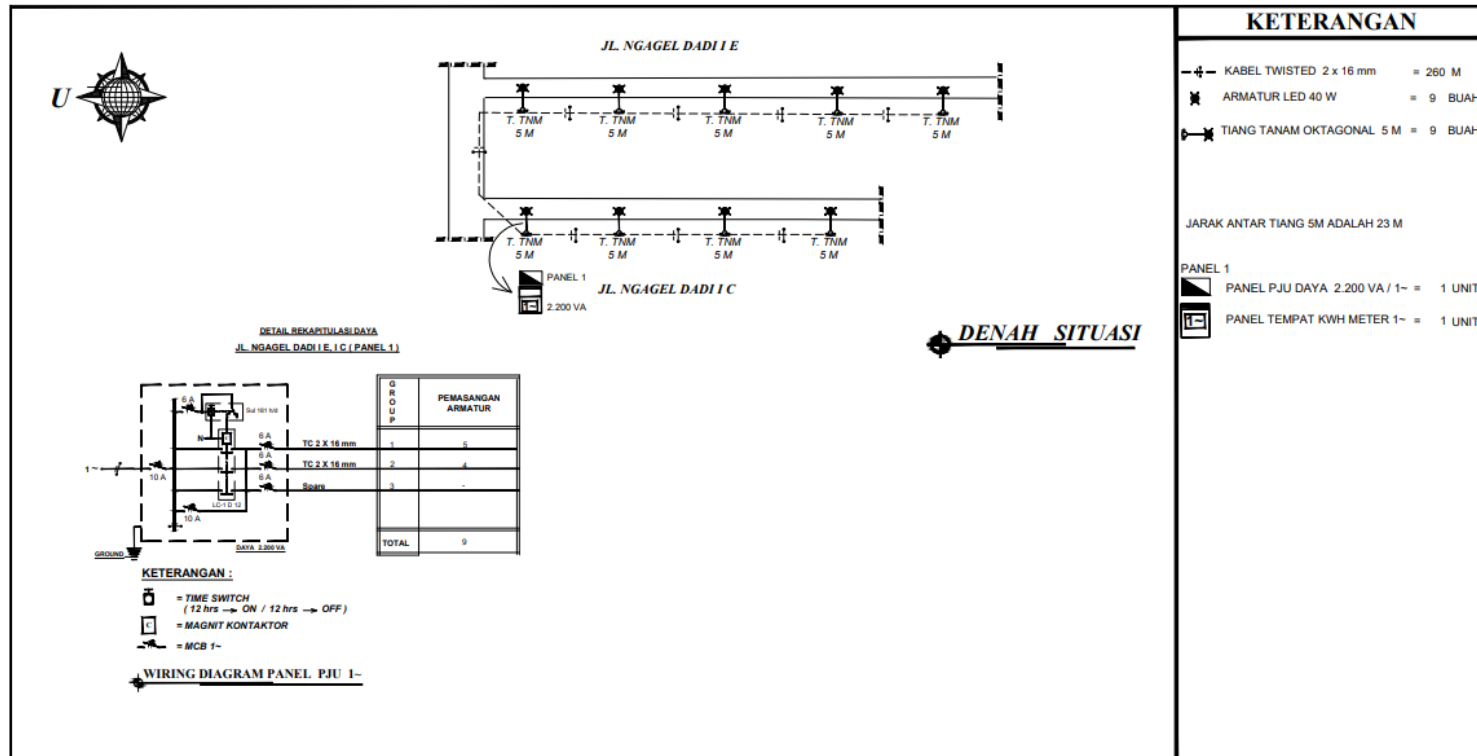 KETERANGAN
KABEL TWISTED 2 x 16 mm = 260 M
ARMATUR LED 40 W = 9 BUAH
TIANG TANAM OKTAGONAL 5 M = 9 BUAH
JARAK ANTAR TIANG 5M ADALAH 23 M
PANEL 1
PANEL PJU DAYA 2.200 VA / 1~ = 1 UNIT
1~ PANEL TEMPAT KWH METER 1~ = 1 UNIT
U
JL. NGAGEL DADI I E
T. TNM T. TNM T. TNM T. TNM T. TNM
5 M 5 M 5 M 5 M 5 M
T. TNM T. TNM T. TNM T. TNM
5 M 5 M 5 M 5 M
PANEL 1
1~ 2.200 VA
JL. NGAGEL DADI I C
DENAH SITUASI
DETAIL REKAPITULASI DAYA
JL. NGAGEL DADI I E, I C ( PANEL 1 )
GROUP PEMASANGAN ARMATUR
6 A
Sul 181 h/d
N
6 A
TC 2 X 16 mm 1 5
6 A
1~ TC 2 X 16 mm 2 4
10 A
6 A
Spare 3 -
LC-1 D 12
10 A
TOTAL 9
GROUND
DAYA 2.200 VA
KETERANGAN :
= TIME SWITCH
( 12 hrs → ON / 12 hrs → OFF )
C = MAGNIT KONTAKTOR
= MCB 1~
WIRING DIAGRAM PANEL PJU 1~